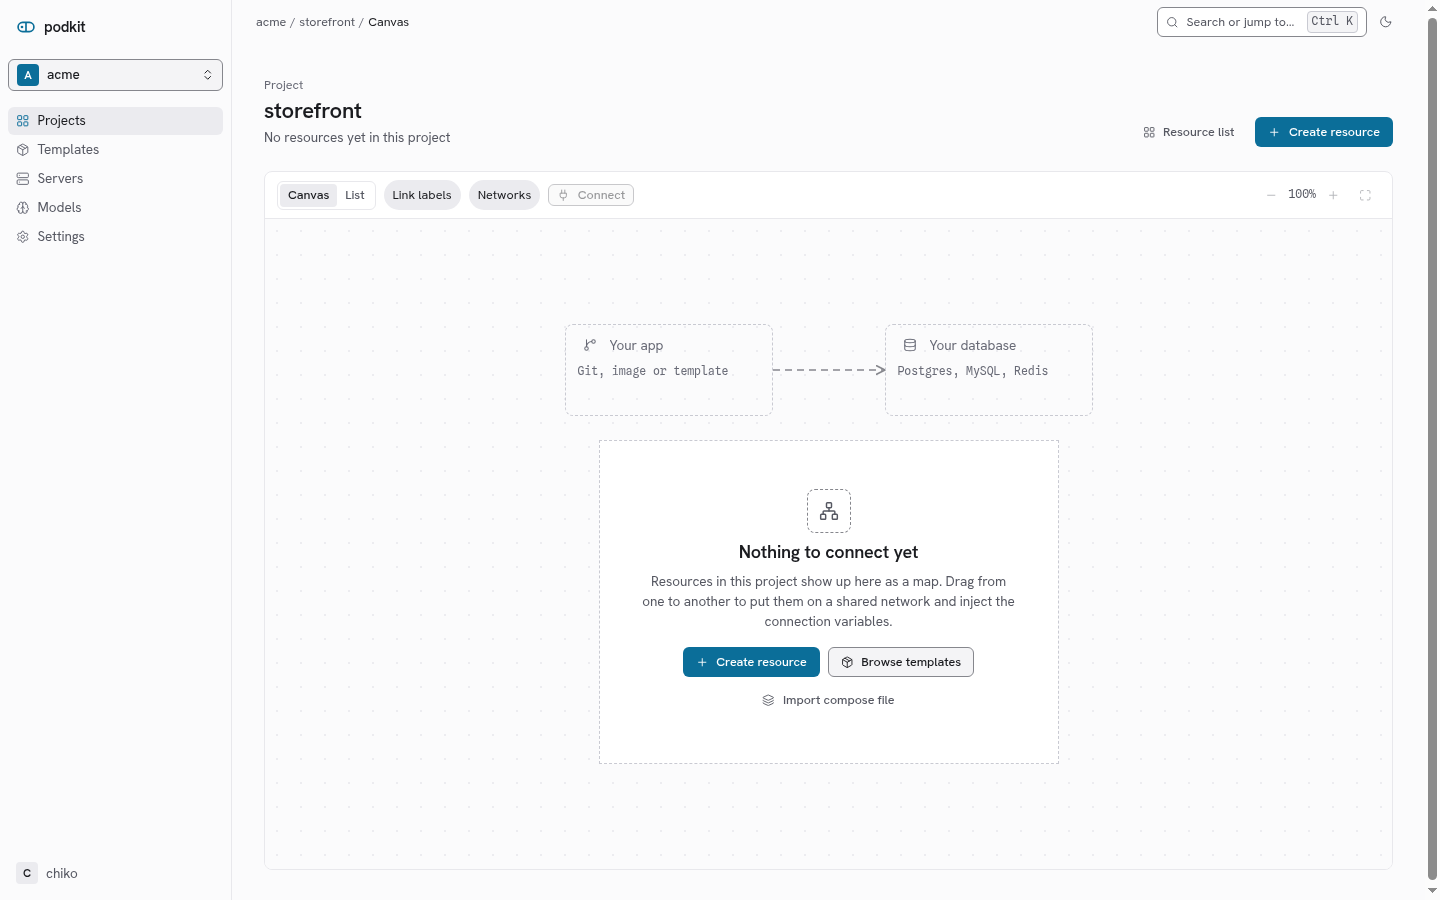 podkit
acme / storefront / Canvas
Search or jump to...
Ctrl K
A
acme
Projects
Templates
Servers
Models
Settings
Project
storefront
No resources yet in this project
Resource list
Create resource
Canvas
List
Link labels
Networks
Connect
100%
Your app
Git, image or template
Your database
Postgres, MySQL, Redis
Nothing to connect yet
Resources in this project show up here as a map. Drag from
one to another to put them on a shared network and inject the
connection variables.
Create resource
Browse templates
Import compose file
C
chiko